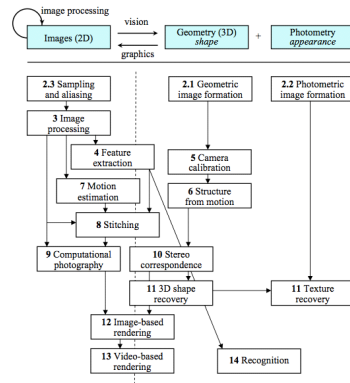 image processing
Images (2D)
vision
graphics
Geometry (3D)
shape
+
Photometry
appearance
2.3 Sampling
and aliasing
2.1 Geometric
image formation
2.2 Photometric
image formation
3 Image
processing
4 Feature
extraction
5 Camera
calibration
7 Motion
estimation
6 Structure
from motion
8 Stitching
9 Computational
photography
10 Stereo
correspondence
11 3D shape
recovery
11 Texture
recovery
12 Image-based
rendering
13 Video-based
rendering
14 Recognition